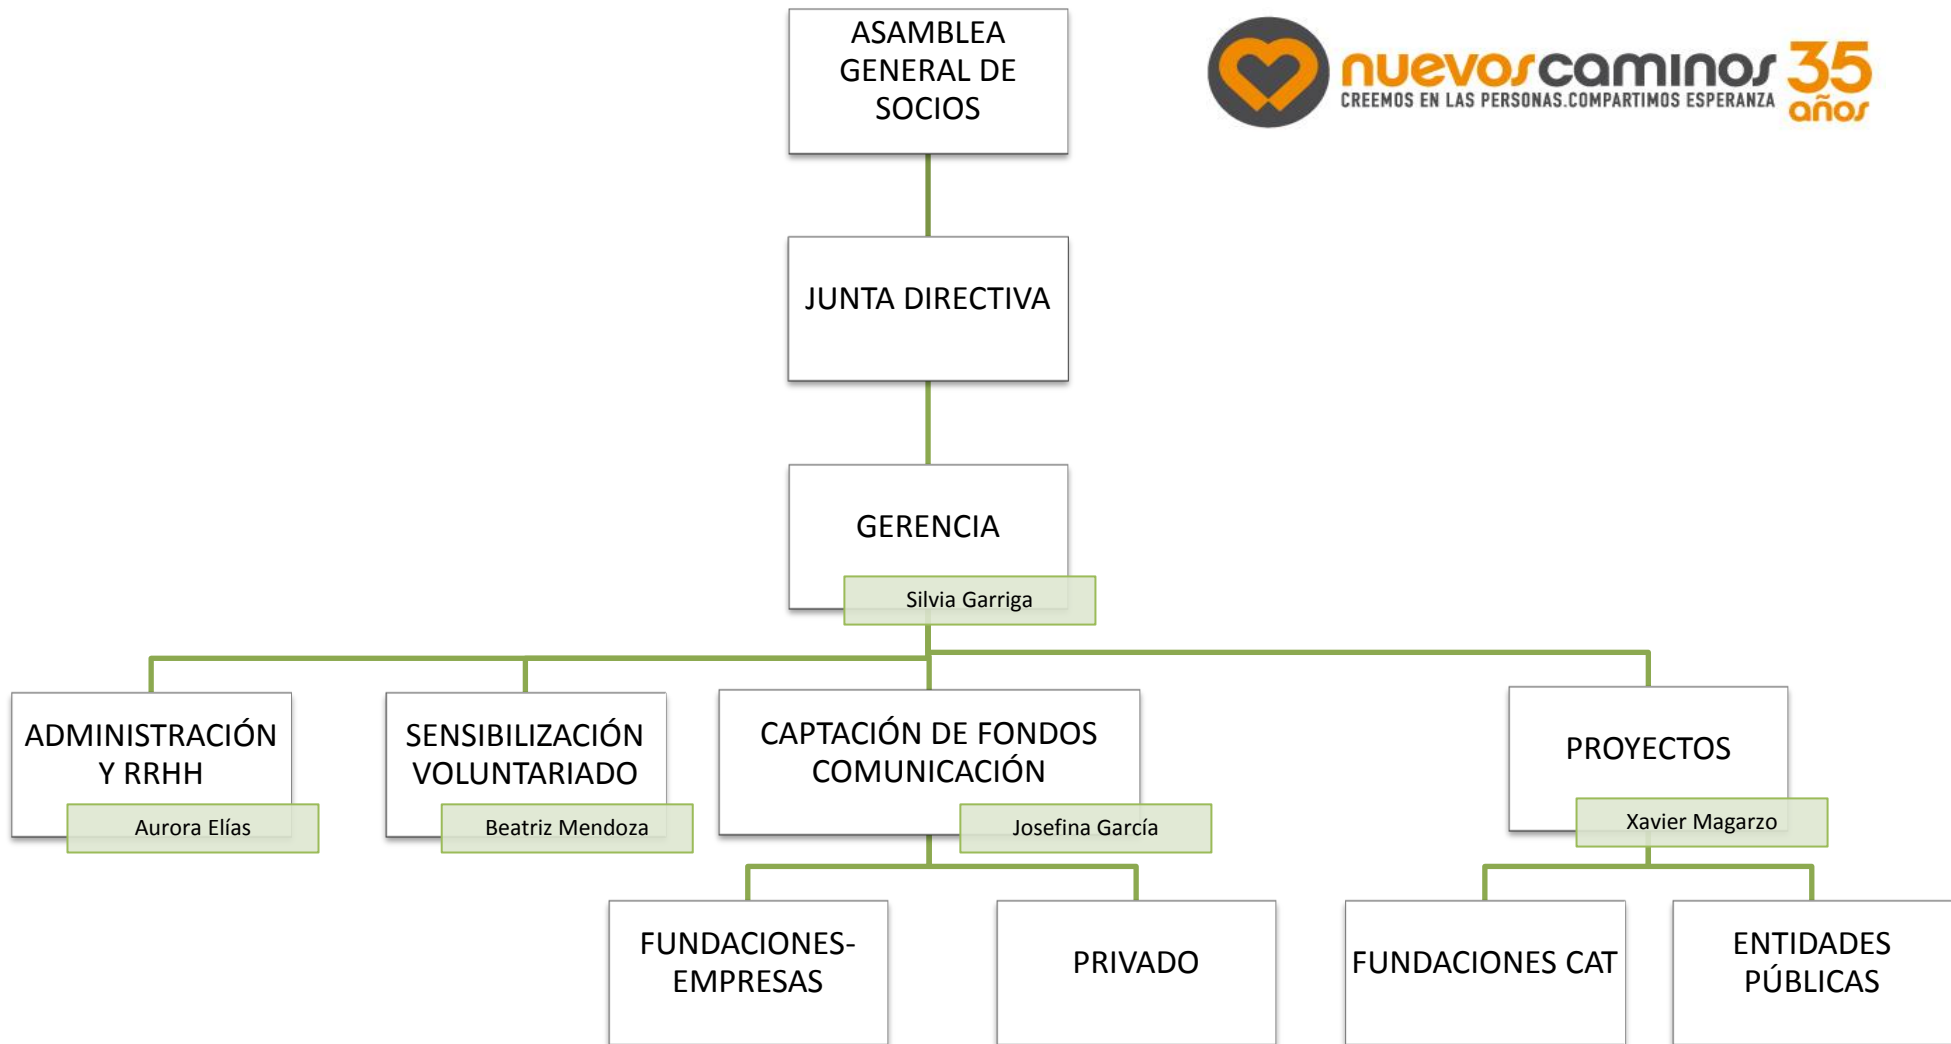 ASAMBLEA
GENERAL DE
SOCIOS
nuevos caminos 35
CREEMOS EN LAS PERSONAS.COMPARTIMOS ESPERANZA
años
JUNTA DIRECTIVA
GERENCIA
Silvia Garriga
ADMINISTRACIÓN
Y RRHH
Aurora Elías
SENSIBILIZACIÓN
VOLUNTARIADO
Beatriz Mendoza
CAPTACIÓN DE FONDOS
COMUNICACIÓN
Josefina García
PROYECTOS
Xavier Magarzo
FUNDACIONES-
EMPRESAS
PRIVADO
FUNDACIONES CAT
ENTIDADES
PÚBLICAS